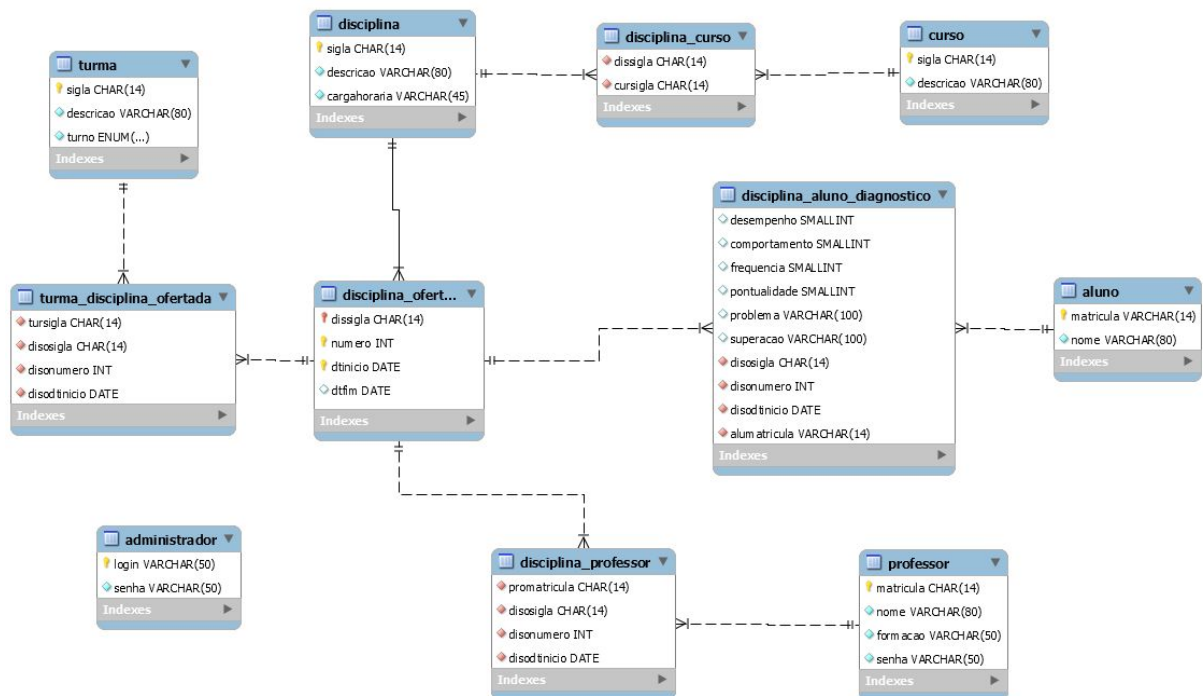 disciplina
sigla CHAR(14)
descricao VARCHAR(80)
cargahoraria VARCHAR(45)
Indexes
disciplina_curso
dissigla CHAR(14)
cursigla CHAR(14)
Indexes
curso
sigla CHAR(14)
descricao VARCHAR(80)
Indexes
turma
sigla CHAR(14)
descricao VARCHAR(80)
turno ENUM(...)
Indexes
disciplina_aluno_diagnostico
desempenho SMALLINT
comportamento SMALLINT
frequencia SMALLINT
pontualidade SMALLINT
problema VARCHAR(100)
superacao VARCHAR(100)
disosigla CHAR(14)
disonumero INT
disodtinicio DATE
alumatricula VARCHAR(14)
Indexes
turma_disciplina_ofertada
tursigla CHAR(14)
disosigla CHAR(14)
disonumero INT
disodtinicio DATE
Indexes
disciplina_ofert...
dissigla CHAR(14)
numero INT
dtinicio DATE
dtfim DATE
Indexes
aluno
matricula VARCHAR(14)
nome VARCHAR(80)
Indexes
administrador
login VARCHAR(50)
senha VARCHAR(50)
Indexes
disciplina_professor
promatricula CHAR(14)
disosigla CHAR(14)
disonumero INT
disodtinicio DATE
Indexes
professor
matricula CHAR(14)
nome VARCHAR(80)
formacao VARCHAR(50)
senha VARCHAR(50)
Indexes